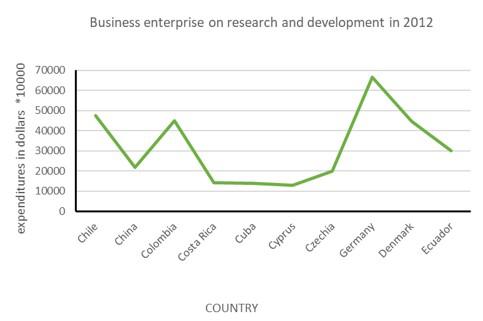 Business enterprise on research and development in 2012
expenditures in dollars *10000
70000
60000
50000
40000
30000
20000
10000
0
Chile
China
Colombia
Costa Rica
Cuba
Cyprus
Czechia
Germany
Denmark
Ecuador
COUNTRY